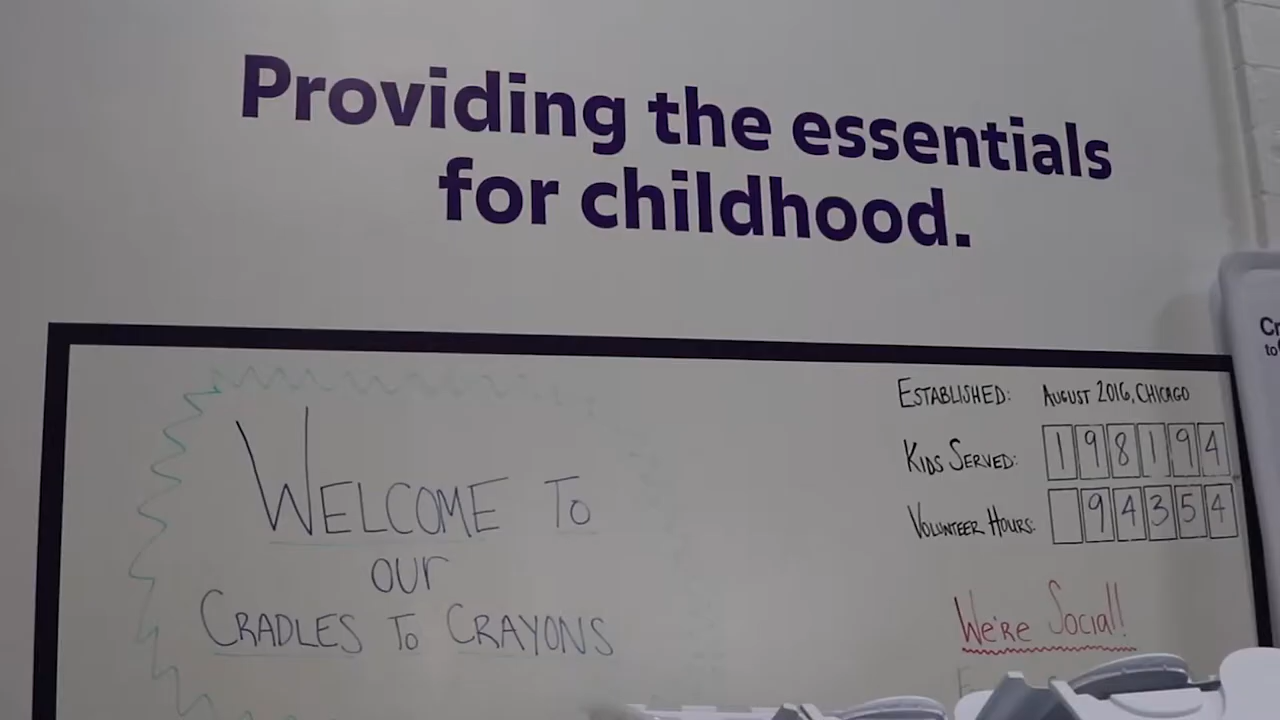 Providing the essentials
for childhood.
ESTABLISHED: AUGUST 2016, CHICAGO
KIDS SERVED: 198194
VOLUNTEER HOURS: 94354
WELCOME TO
OUR
CRADLES TO CRAYONS
WE'RE SOCIAL!